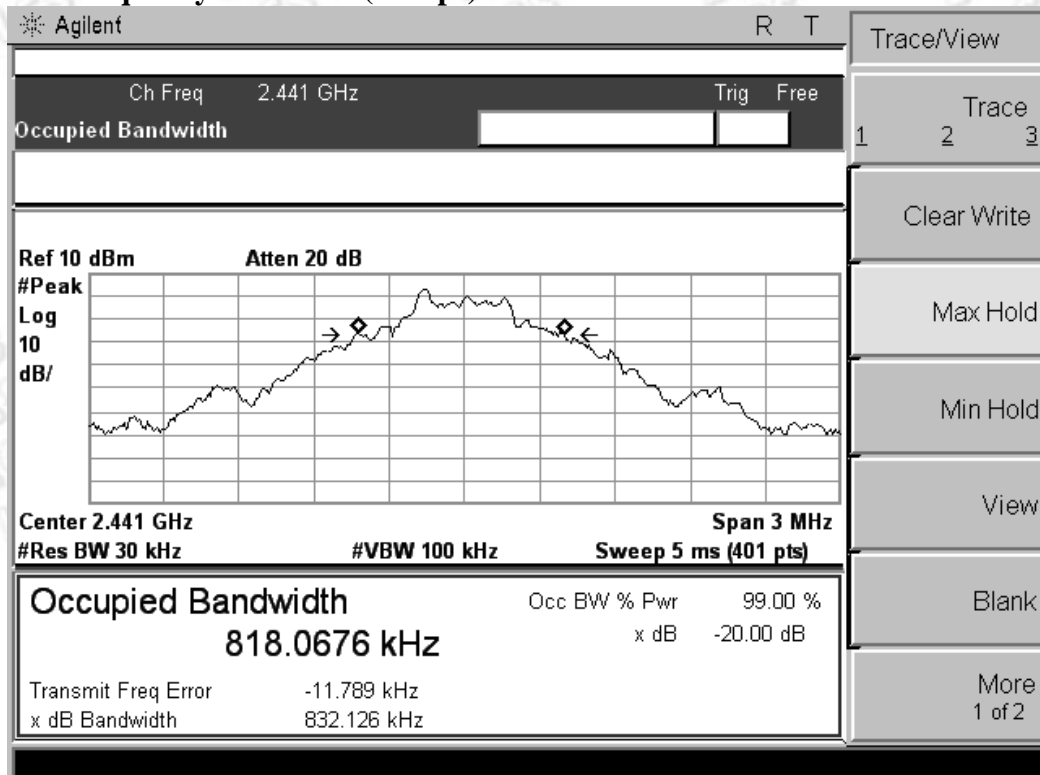 Agilent R T
Trace/View
Ch Freq 2.441 GHz Trig Free
Occupied Bandwidth
Trace
1 2 3
Clear Write
Max Hold
Min Hold
View
Blank
More
1 of 2
Ref 10 dBm Atten 20 dB
#Peak
Log
10
dB/
Center 2.441 GHz Span 3 MHz
#Res BW 30 kHz #VBW 100 kHz Sweep 5 ms (401 pts)
Occupied Bandwidth
818.0676 kHz
Occ BW % Pwr 99.00 %
x dB -20.00 dB
Transmit Freq Error -11.789 kHz
x dB Bandwidth 832.126 kHz